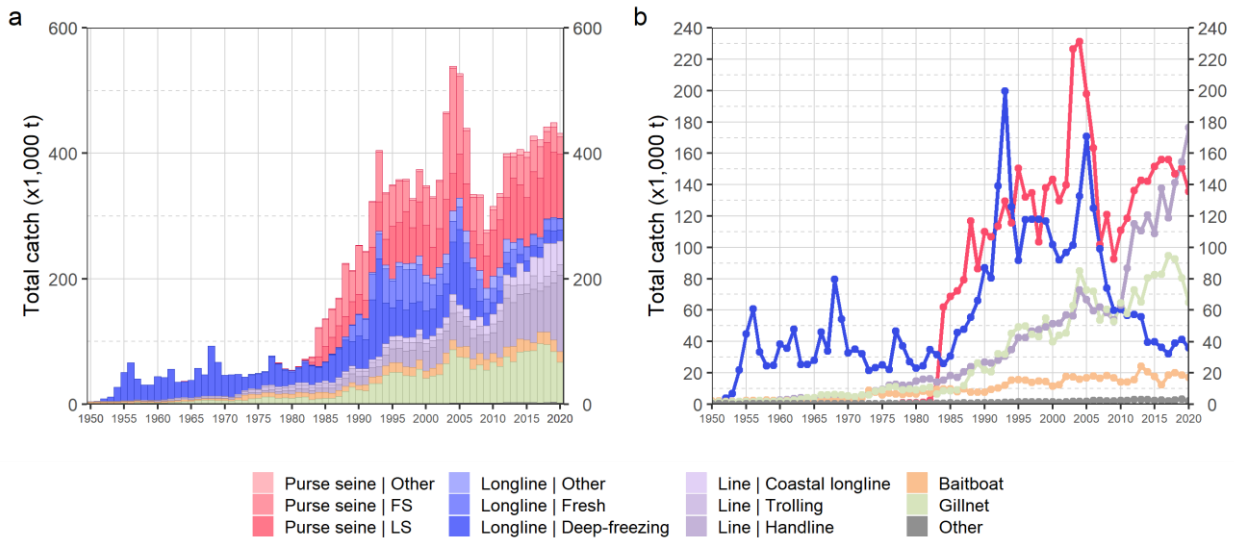 a
b
Total catch (x1,000 t)
600
400
200
0
600
400
200
0
1950 1955 1960 1965 1970 1975 1980 1985 1990 1995 2000 2005 2010 2015 2020
Total catch (x1,000 t)
240
220
200
180
160
140
120
100
80
60
40
20
0
240
220
200
180
160
140
120
100
80
60
40
20
0
1950 1955 1960 1965 1970 1975 1980 1985 1990 1995 2000 2005 2010 2015 2020
Purse seine | Other
Purse seine | FS
Purse seine | LS
Longline | Other
Longline | Fresh
Longline | Deep-freezing
Line | Coastal longline
Line | Trolling
Line | Handline
Baitboat
Gillnet
Other